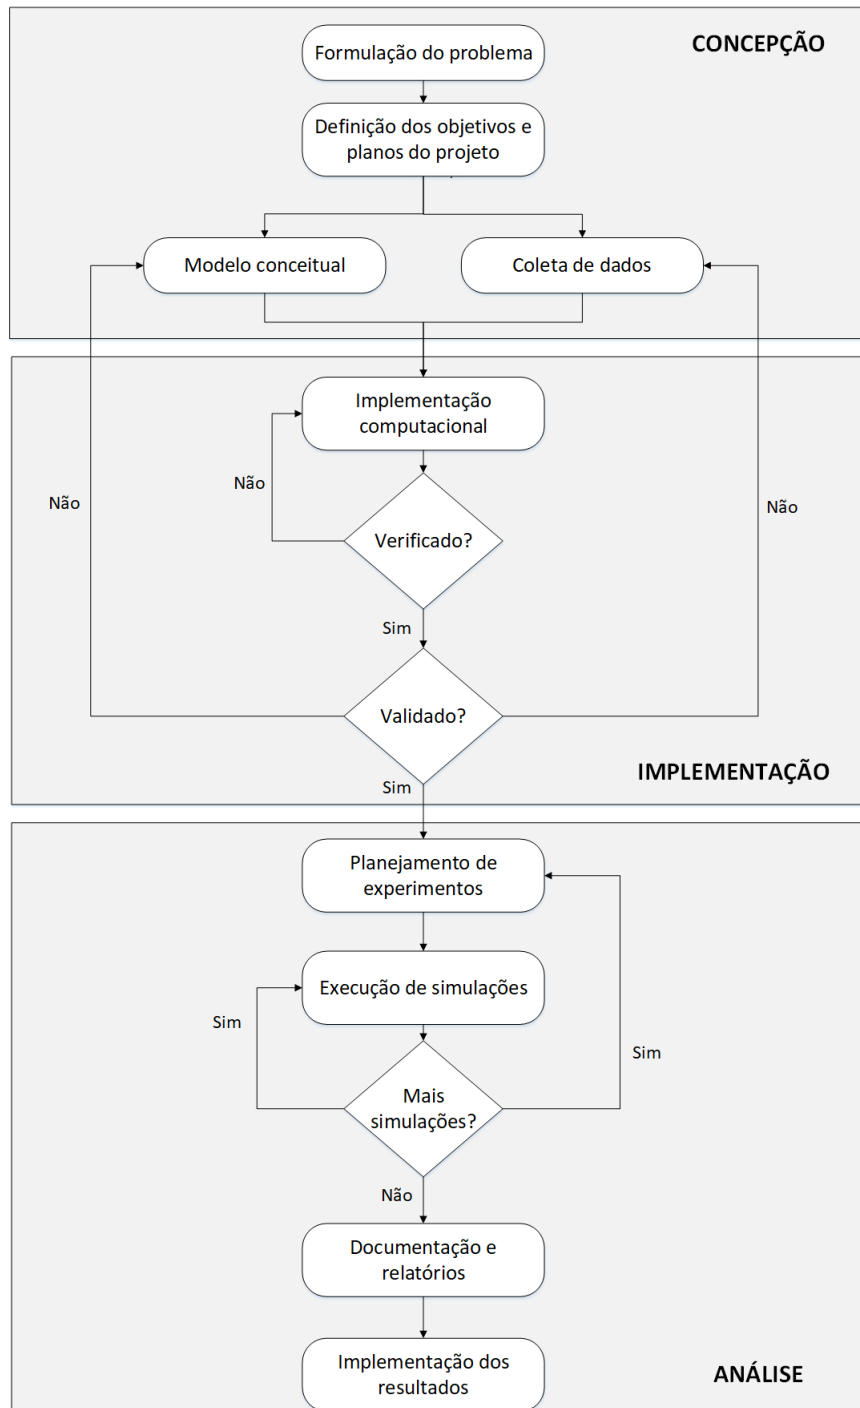 CONCEPÇÃO
Formulação do problema
Definição dos objetivos e
planos do projeto
Modelo conceitual
Coleta de dados
Implementação
computacional
Não
Não
Não
Verificado?
Sim
Validado?
IMPLEMENTAÇÃO
Sim
Planejamento de
experimentos
Execução de simulações
Sim
Sim
Mais
simulações?
Não
Documentação e
relatórios
Implementação dos
resultados
ANÁLISE